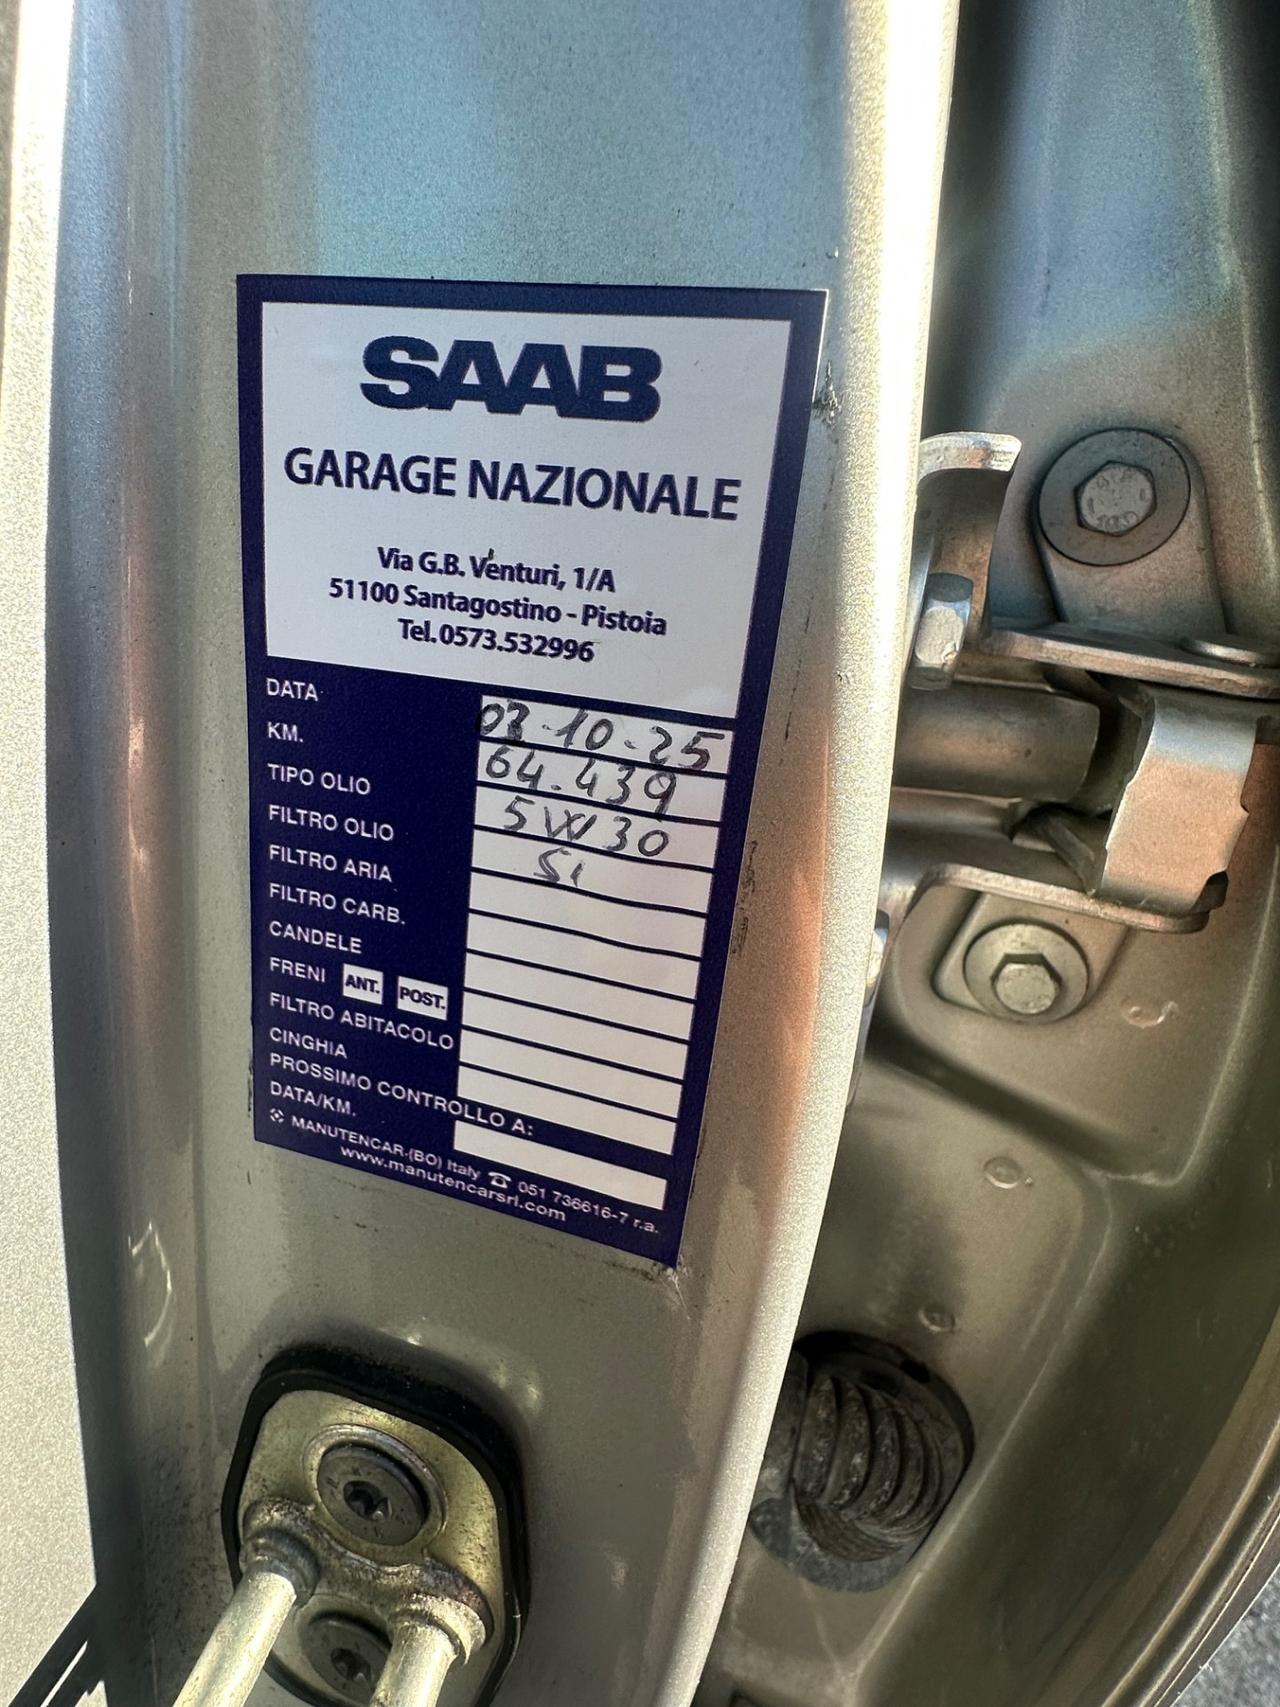 SAAB
GARAGE NAZIONALE
Via G.B. Venturi, 1/A
51100 Santagostino - Pistoia
Tel. 0573.532996
DATA 03-10-25
KM. 64.439
TIPO OLIO 5W30
FILTRO OLIO Si
FILTRO ARIA
FILTRO CARB.
CANDELE
FRENI ANT. POST.
FILTRO ABITACOLO
CINGHIA
PROSSIMO CONTROLLO A:
DATA/KM.
MANUTENCAR-(BO) Italy ☎ 051 736616-7 r.a.
www.manutencarsrl.com